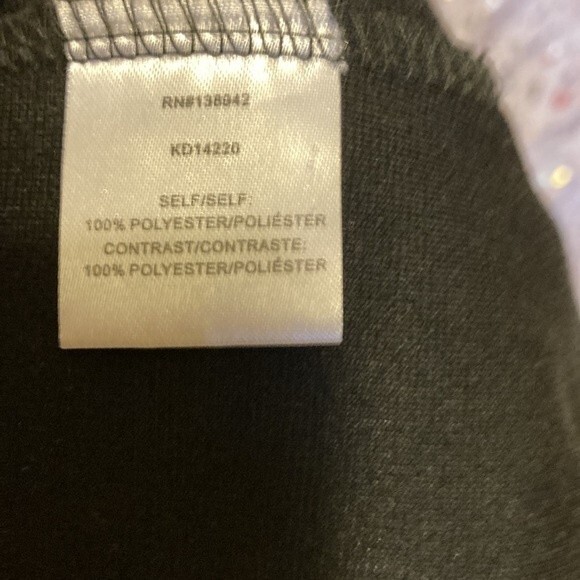 RN#138942
KD14220
SELF/SELF:
100% POLYESTER/POLIÉSTER
CONTRAST/CONTRASTE:
100% POLYESTER/POLIÉSTER